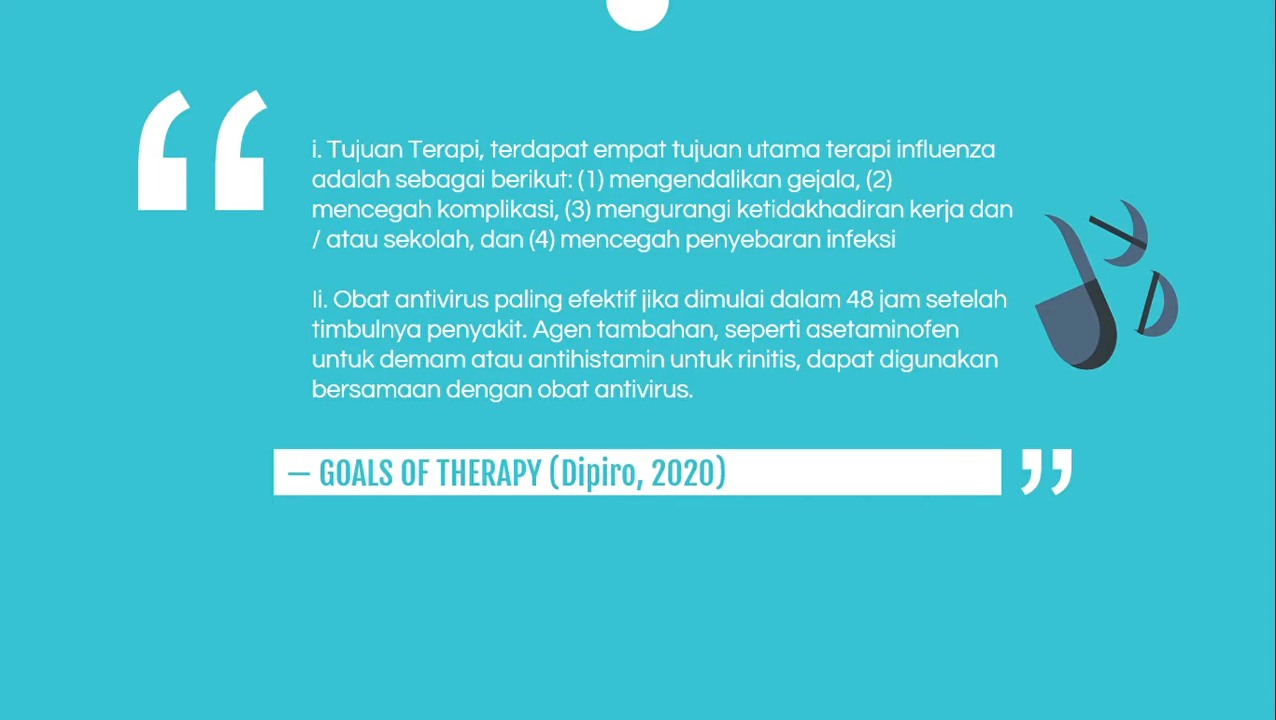 i. Tujuan Terapi, terdapat empat tujuan utama terapi influenza
adalah sebagai berikut: (1) mengendalikan gejala, (2)
mencegah komplikasi, (3) mengurangi ketidakhadiran kerja dan
/ atau sekolah, dan (4) mencegah penyebaran infeksi
Ii. Obat antivirus paling efektif jika dimulai dalam 48 jam setelah
timbulnya penyakit. Agen tambahan, seperti asetaminofen
untuk demam atau antihistamin untuk rinitis, dapat digunakan
bersamaan dengan obat antivirus.
— GOALS OF THERAPY (Dipiro, 2020)